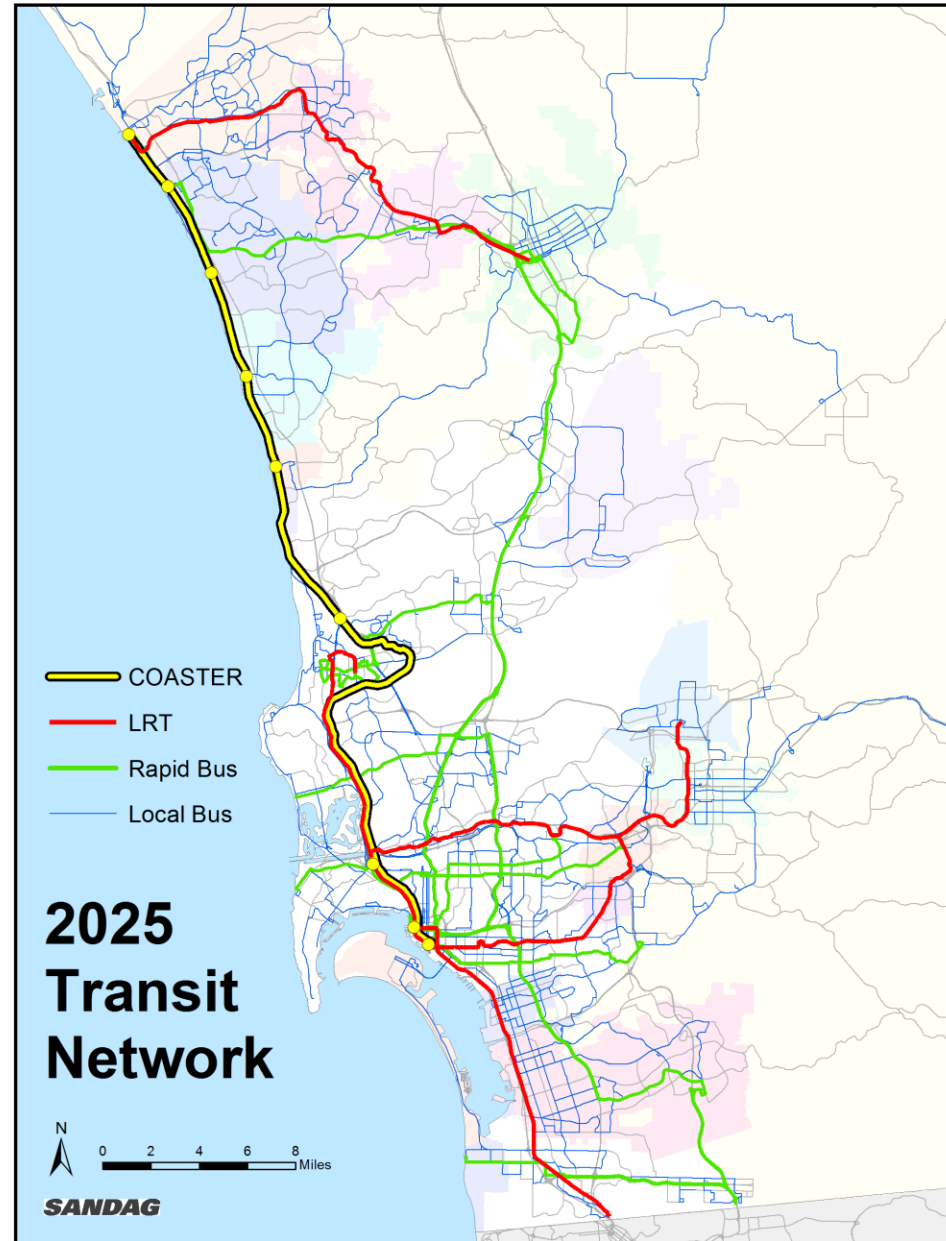 COASTER
LRT
Rapid Bus
Local Bus
2025
Transit
Network
N
0 2 4 6 8
Miles
SANDAG